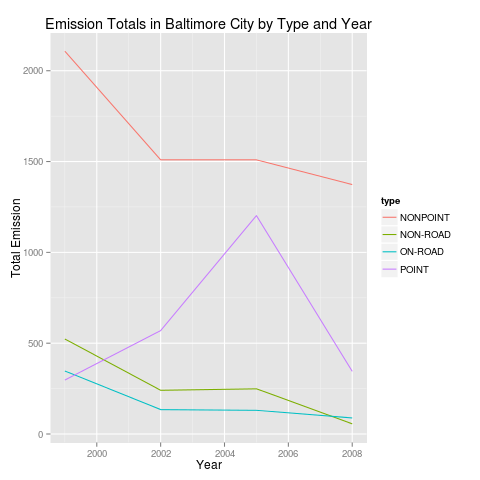 Emission Totals in Baltimore City by Type and Year
Total Emission
2000
1500
1000
500
0
2000 2002 2004 2006 2008
Year
type
NONPOINT
NON-ROAD
ON-ROAD
POINT